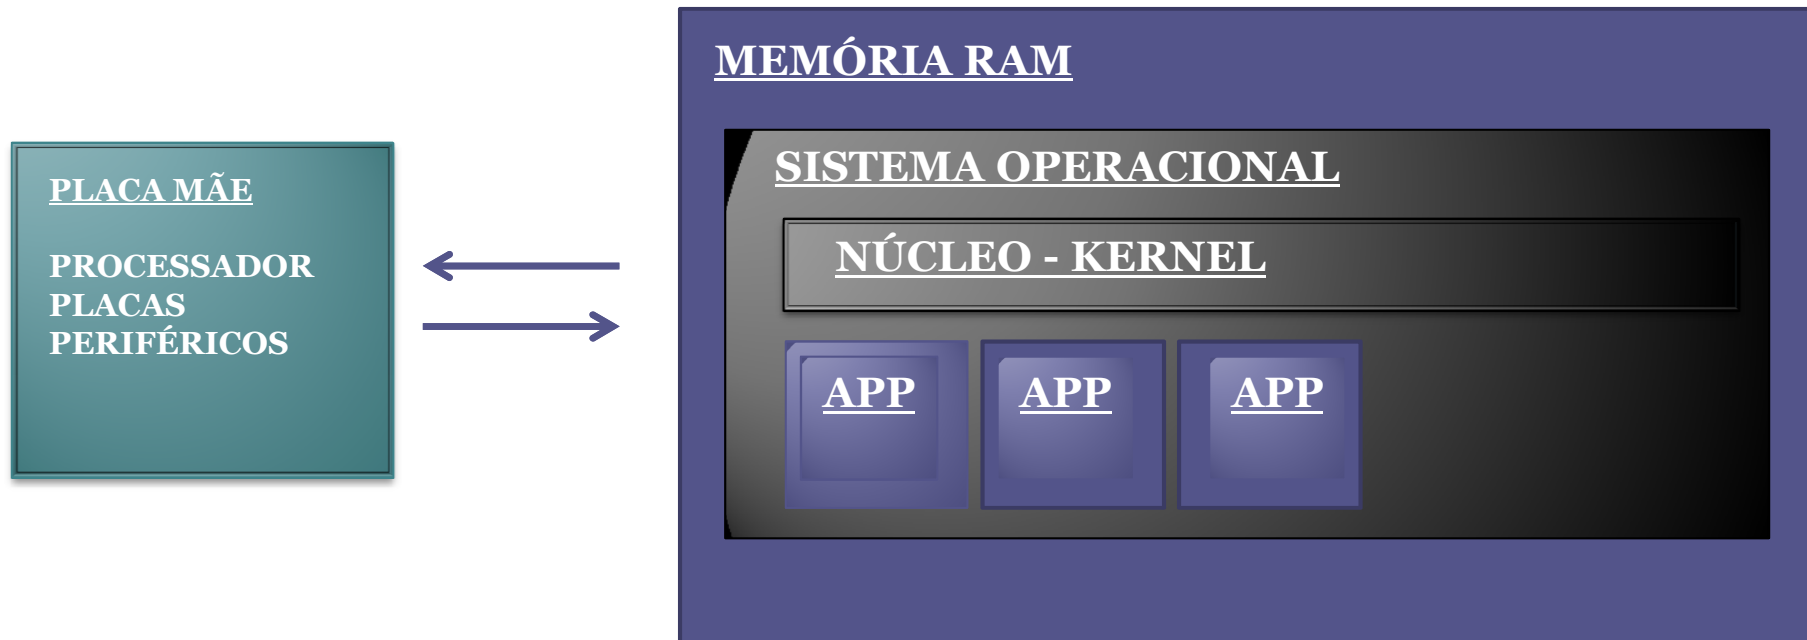 PLACA MÃE
PROCESSADOR
PLACAS
PERIFÉRICOS
MEMÓRIA RAM
SISTEMA OPERACIONAL
NÚCLEO - KERNEL
APP
APP
APP